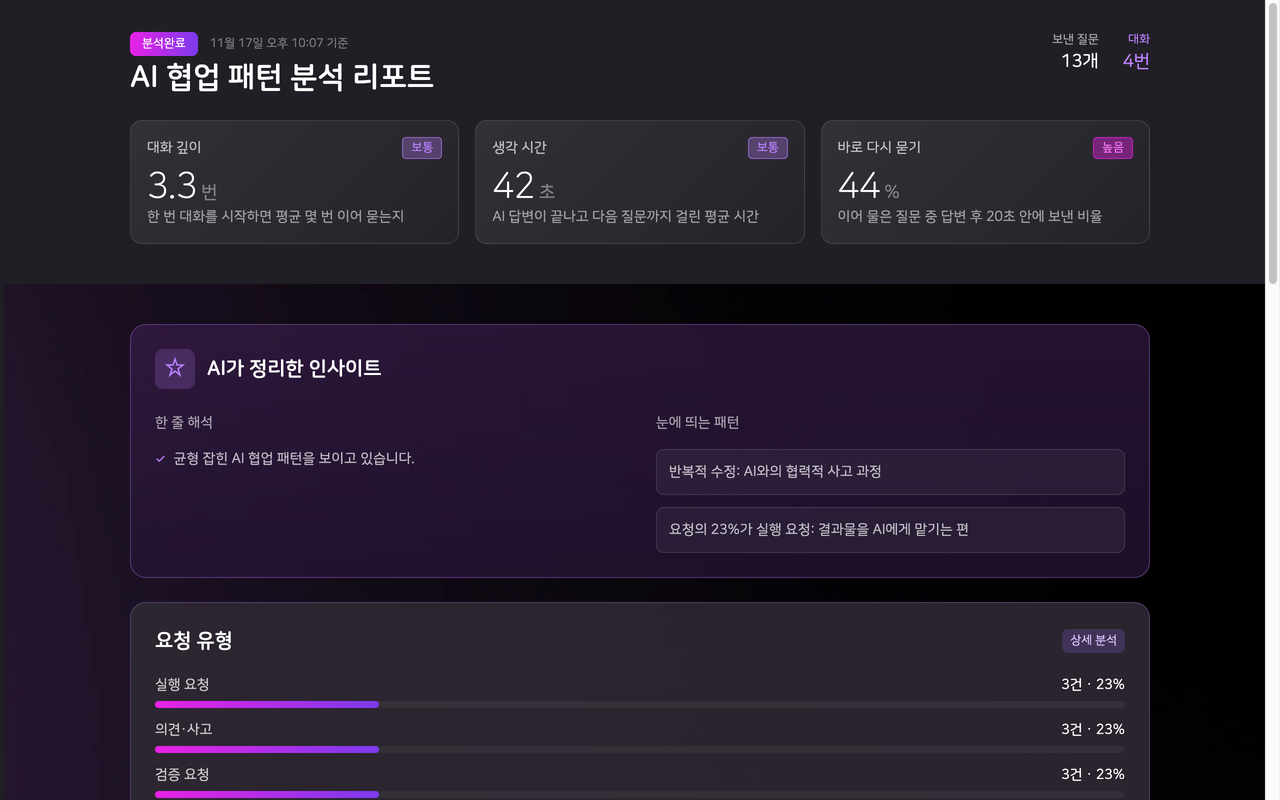 분석완료 11월 17일 오후 10:07 기준
AI 협업 패턴 분석 리포트
보낸 질문
13개
대화
4번
대화 깊이 보통
3.3 번
한 번 대화를 시작하면 평균 몇 번 이어 묻는지
생각 시간 보통
42 초
AI 답변이 끝나고 다음 질문까지 걸린 평균 시간
바로 다시 묻기 높음
44 %
이어 물은 질문 중 답변 후 20초 안에 보낸 비율
AI가 정리한 인사이트
한 줄 해석
균형 잡힌 AI 협업 패턴을 보이고 있습니다.
눈에 띄는 패턴
반복적 수정: AI와의 협력적 사고 과정
요청의 23%가 실행 요청: 결과물을 AI에게 맡기는 편
요청 유형 상세 분석
실행 요청 3건 · 23%
의견·사고 3건 · 23%
검증 요청 3건 · 23%